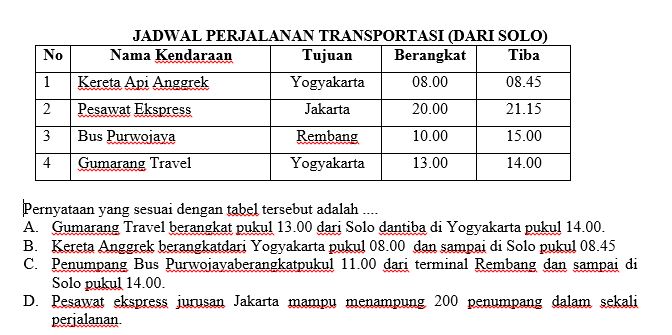 JADWAL PERJALANAN TRANSPORTASI (DARI SOLO)
No Nama Kendaraan Tujuan Berangkat Tiba
1 Kereta Api Anggrek Yogyakarta 08.00 08.45
2 Pesawat Ekspress Jakarta 20.00 21.15
3 Bus Purwojaya Rembang 10.00 15.00
4 Gumarang Travel Yogyakarta 13.00 14.00
Pernyataan yang sesuai dengan tabel tersebut adalah ....
A. Gumarang Travel berangkat pukul 13.00 dari Solo dantiba di Yogyakarta pukul 14.00.
B. Kereta Anggrek berangkatdari Yogyakarta pukul 08.00 dan sampai di Solo pukul 08.45
C. Penumpang Bus Purwojayaberangkatpukul 11.00 dari terminal Rembang dan sampai di
Solo pukul 14.00.
D. Pesawat ekspress jurusan Jakarta mampu menampung 200 penumpang dalam sekali
perjalanan.